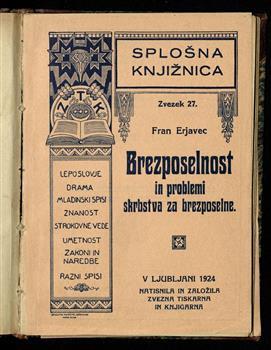 SPLOŠNA
KNJIŽNICA
Zvezek 27.
Fran Erjavec
Brezposelnost
in problemi
skrbstva za brezposelne.
Z T K
LEPOSLOVJE
DRAMA
MLADINSKI SPISI
ZNANOST
STROKOVNE VEDE
UMETNOST
ZAKONI IN
NAREDBE
RAZNI SPISI
V LJUBLJANI 1924
NATISNILA IN ZALOŽILA
ZVEZNA TISKARNA
IN KNJIGARNA